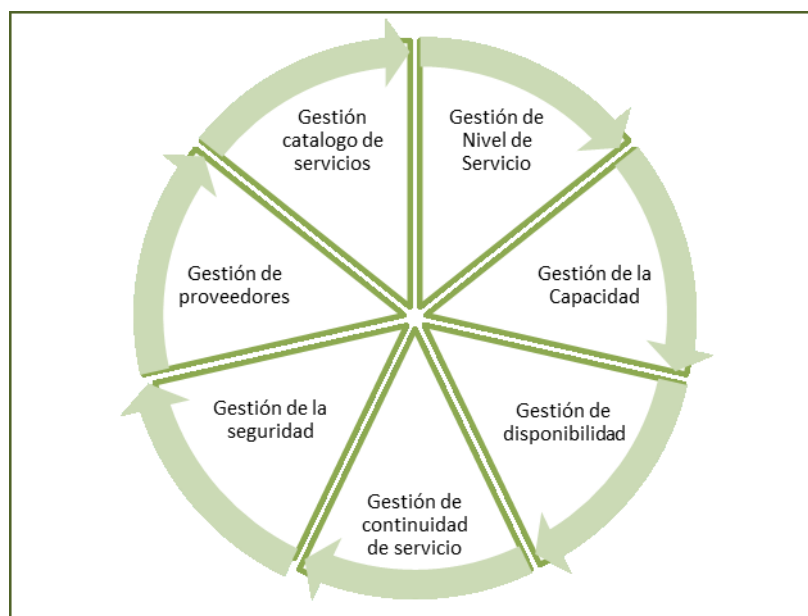 Gestión
catalogo de
servicios
Gestión de
Nivel de
Servicio
Gestión de la
Capacidad
Gestión de
disponibilidad
Gestión de
continuidad
de servicio
Gestión de la
seguridad
Gestión de
proveedores